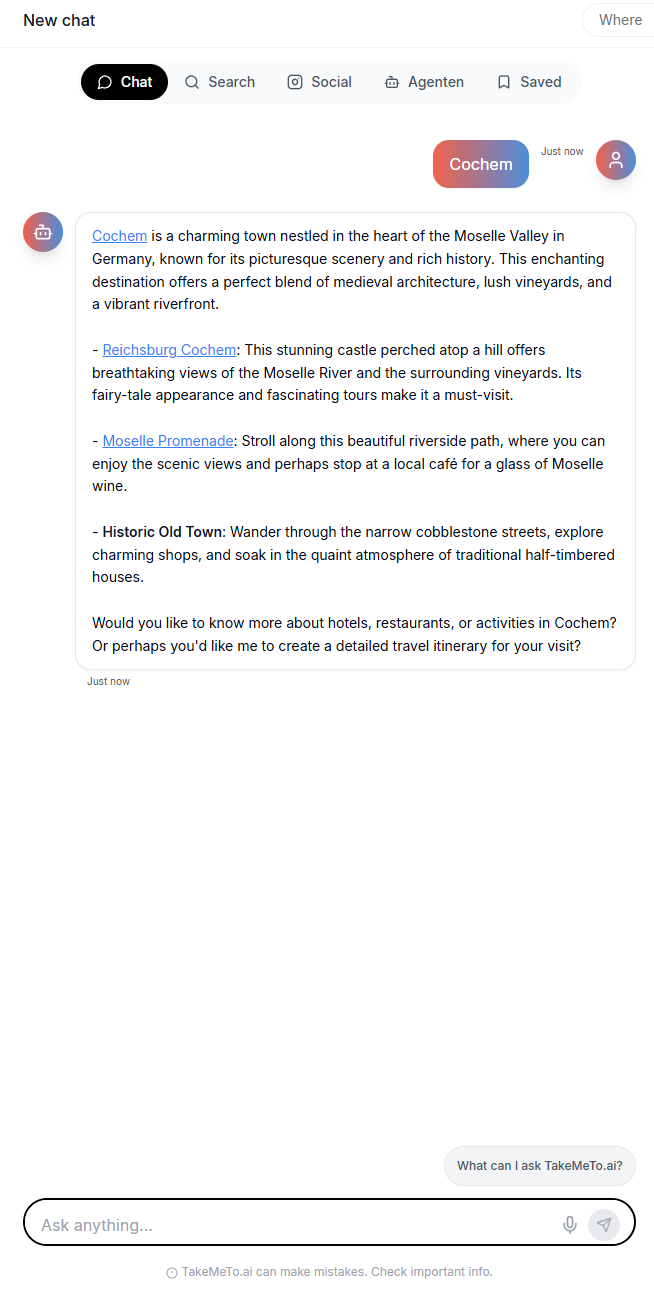 New chat
Where
Chat
Search
Social
Agenten
Saved
Cochem
Just now
Cochem is a charming town nestled in the heart of the Moselle Valley in
Germany, known for its picturesque scenery and rich history. This enchanting
destination offers a perfect blend of medieval architecture, lush vineyards, and
a vibrant riverfront.
- Reichsburg Cochem: This stunning castle perched atop a hill offers
breathtaking views of the Moselle River and the surrounding vineyards. Its
fairy-tale appearance and fascinating tours make it a must-visit.
- Moselle Promenade: Stroll along this beautiful riverside path, where you can
enjoy the scenic views and perhaps stop at a local café for a glass of Moselle
wine.
- Historic Old Town: Wander through the narrow cobblestone streets, explore
charming shops, and soak in the quaint atmosphere of traditional half-timbered
houses.
Would you like to know more about hotels, restaurants, or activities in Cochem?
Or perhaps you'd like me to create a detailed travel itinerary for your visit?
Just now
What can I ask TakeMeTo.ai?
Ask anything...
TakeMeTo.ai can make mistakes. Check important info.